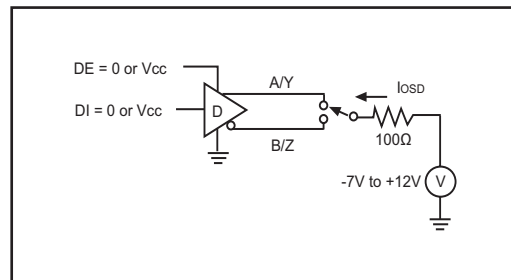 DE = 0 or Vcc
A/Y
IOSD
DI = 0 or Vcc
D
100Ω
B/Z
-7V to +12V
V